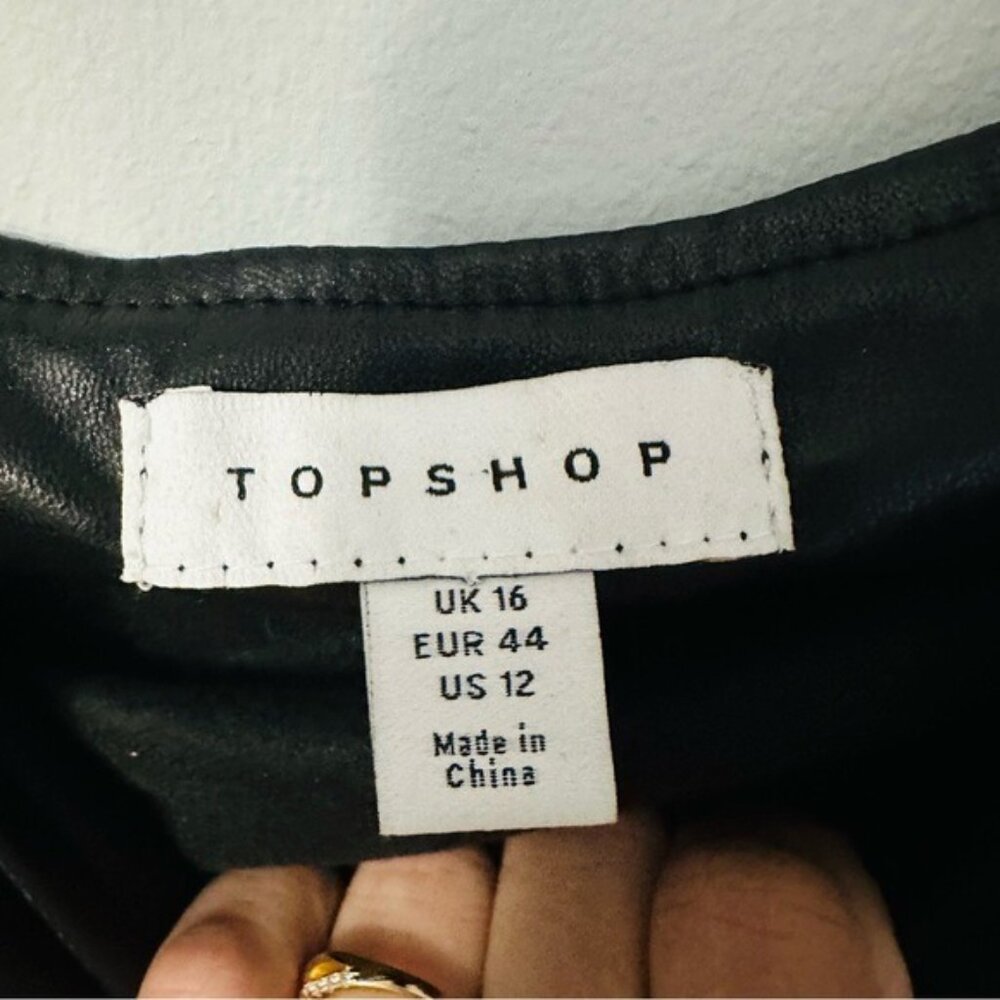 TOPSHOP
UK 16
EUR 44
US 12
Made in
China